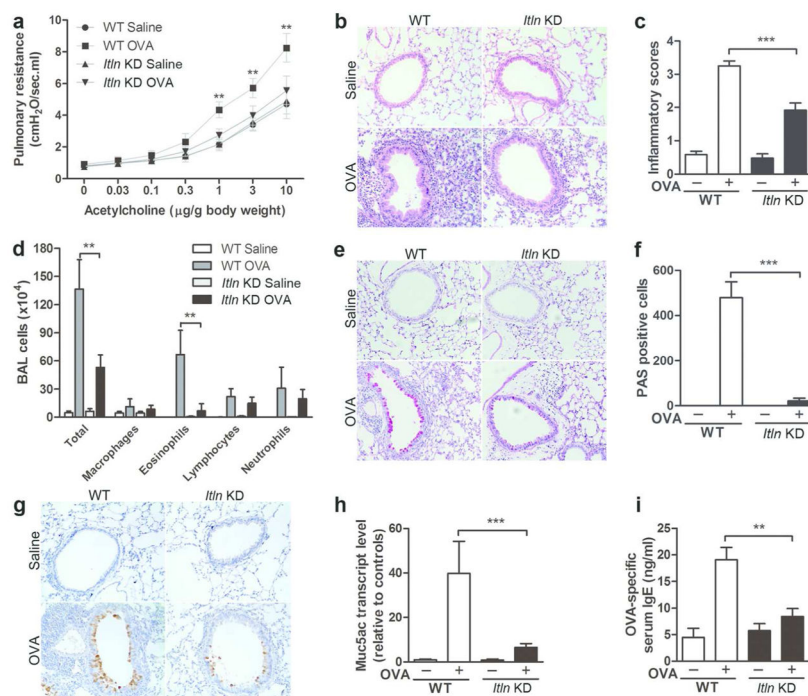 a
WT Saline
WT OVA
Itln KD Saline
Itln KD OVA
Pulmonary resistance
(cmH2O/sec.ml)
10
8
6
4
2
0
** ** **
0 0.03 0.1 0.3 1 3 10
Acetylcholine (µg/g body weight)
b
WT Itln KD
Saline
OVA
c
Inflammatory scores
4
3
2
1
0
***
OVA – + – +
WT Itln KD
d
WT Saline
WT OVA
Itln KD Saline
Itln KD OVA
BAL cells (x10⁴)
180
150
120
90
60
30
0
**
**
Total
Macrophages
Eosinophils
Lymphocytes
Neutrophils
e
WT Itln KD
Saline
OVA
f
PAS positive cells
600
400
200
0
***
OVA – + – +
WT Itln KD
g
WT Itln KD
Saline
OVA
h
Muc5ac transcript level
(relative to controls)
60
40
20
0
***
OVA – + – +
WT Itln KD
i
OVA-specific
serum IgE (ng/ml)
30
20
10
0
**
OVA – + – +
WT Itln KD